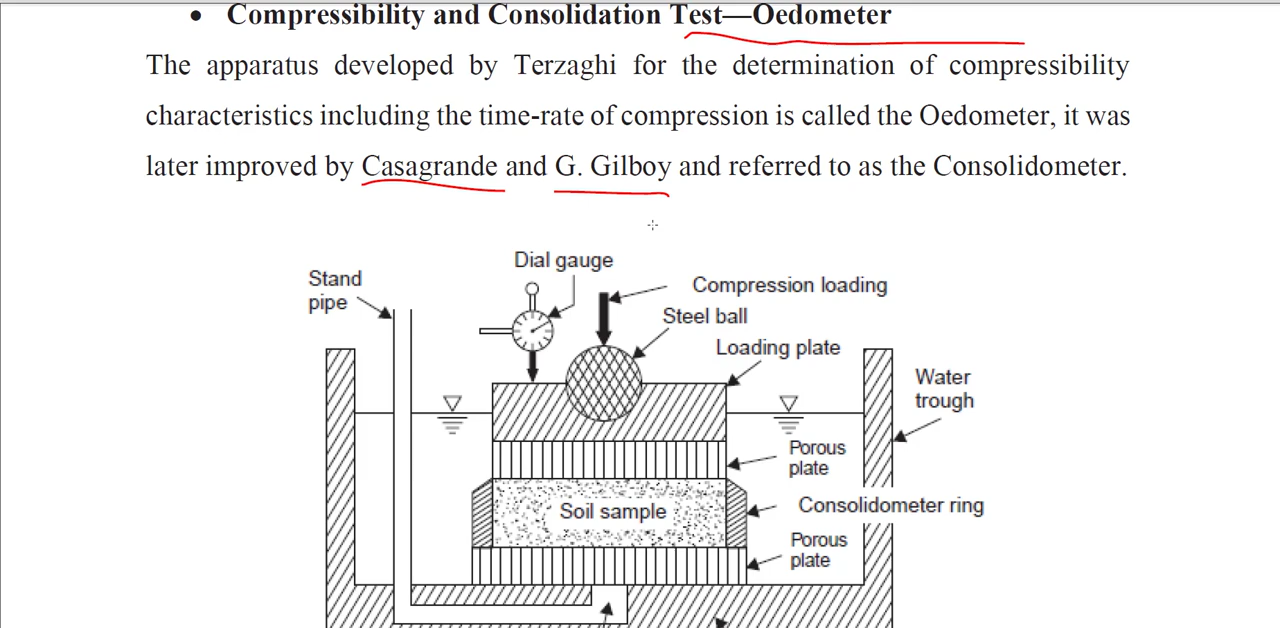 • Compressibility and Consolidation Test—Oedometer
The apparatus developed by Terzaghi for the determination of compressibility
characteristics including the time-rate of compression is called the Oedometer, it was
later improved by Casagrande and G. Gilboy and referred to as the Consolidometer.
Dial gauge
Stand
pipe
Compression loading
Steel ball
Loading plate
Water
trough
Porous
plate
Soil sample
Consolidometer ring
Porous
plate